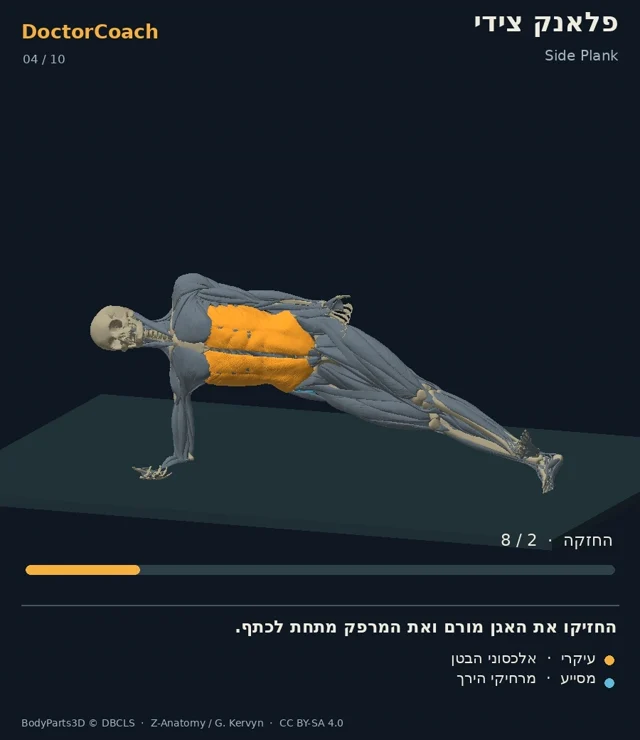 DoctorCoach
פלאנק צידי
04 / 10
Side Plank
החזקה · 8 / 2
החזיקו את האגן מורם ואת המרפק מתחת לכתף.
עיקרי · אלכסוני הבטן
מסייע · מרחיקי הירך
BodyParts3D © DBCLS · Z-Anatomy / G. Kervyn · CC BY-SA 4.0